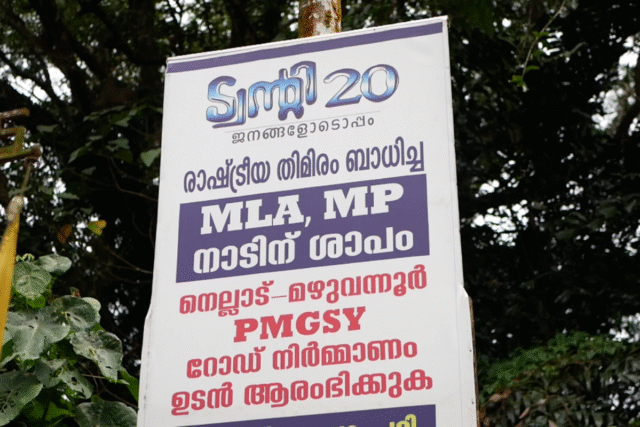 ട്വന്റി 20
ജനങ്ങളോടൊപ്പം
രാഷ്ട്രീയ തിമിരം ബാധിച്ച
MLA, MP
നാടിന് ശാപം
നെല്ലാട്-മഴുവന്നൂർ
PMGSY
റോഡ് നിർമ്മാണം
ഉടൻ ആരംഭിക്കുക